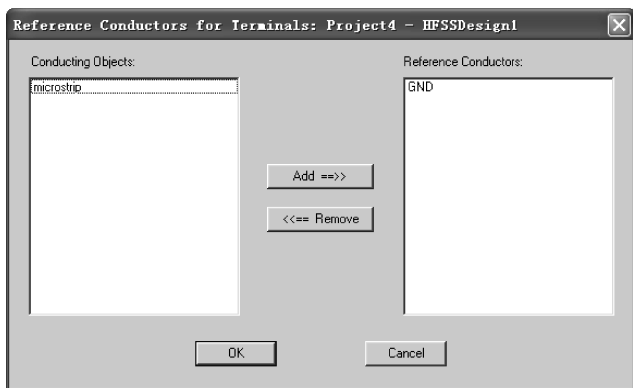 Reference Conductors for Terminals: Project4 - HFSSDesign1
Conducting Objects:
Reference Conductors:
microstrip
GND
Add ==>>
<<== Remove
OK
Cancel